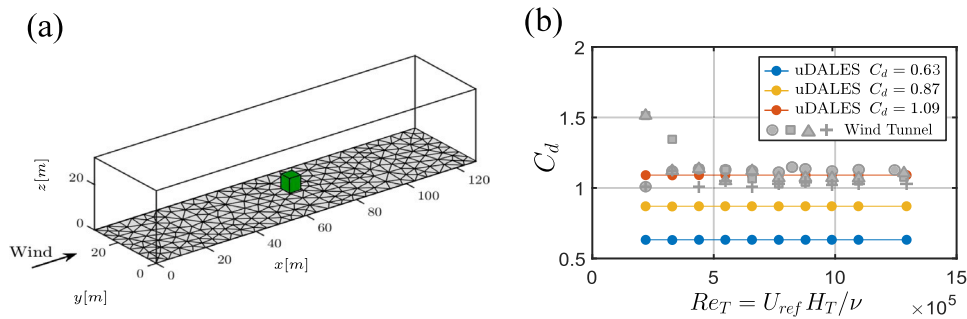 (a)
z[m]
20
0
Wind
20
0
y[m]
0
20
40
60
80
100
120
x[m]
(b)
C_d
2
1.5
1
0.5
uDALES C_d = 0.63
uDALES C_d = 0.87
uDALES C_d = 1.09
Wind Tunnel
0 5 10 15
×10⁵
Re_T = U_ref H_T/ν